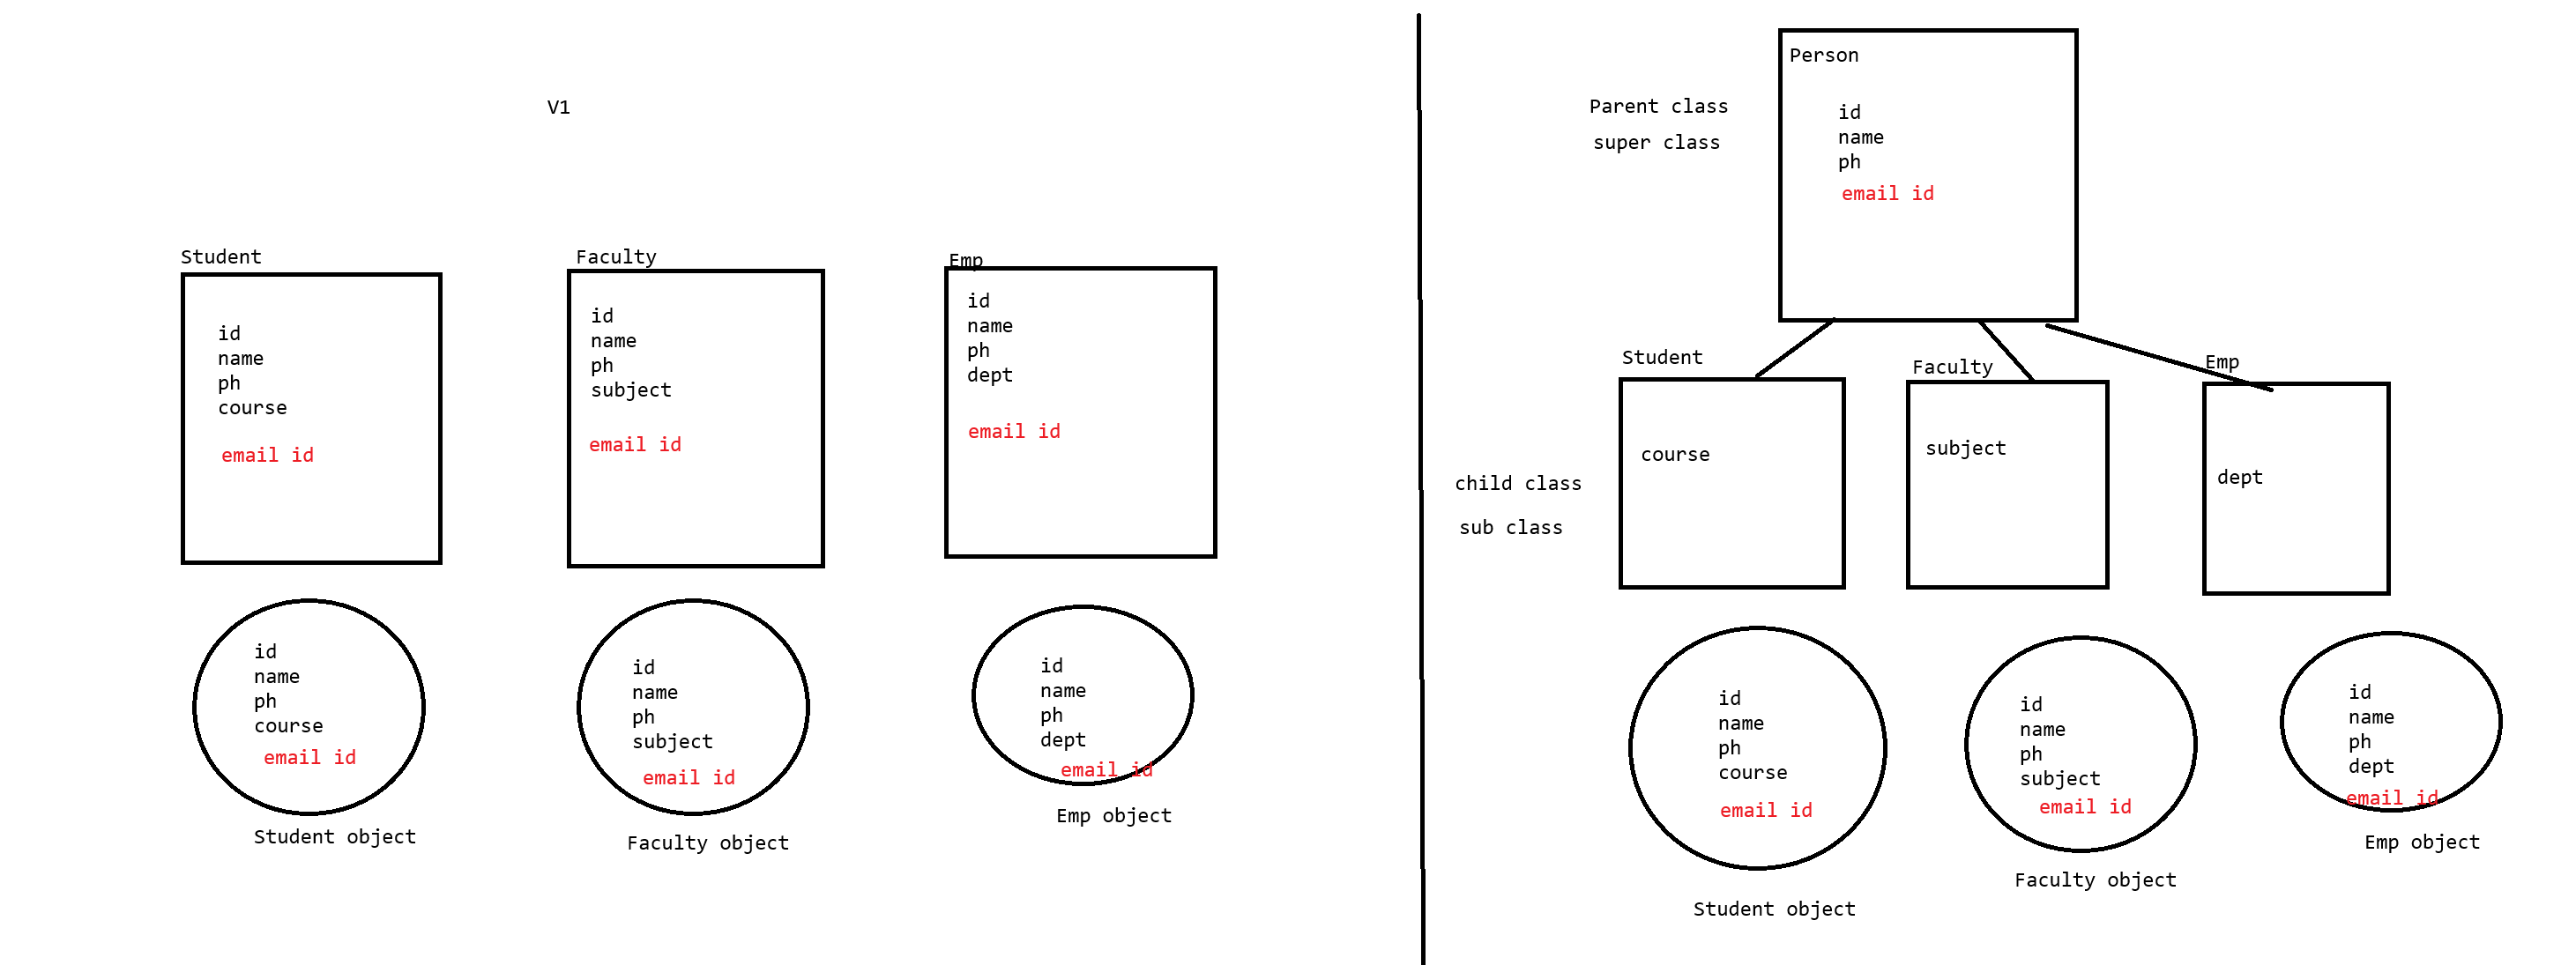 V1
Student
id
name
ph
course
email id
Faculty
id
name
ph
subject
email id
Emp
id
name
ph
dept
email id
id
name
ph
course
email id
Student object
id
name
ph
subject
email id
Faculty object
id
name
ph
dept
email id
Emp object
Parent class
super class
Person
id
name
ph
email id
child class
sub class
Student
course
Faculty
subject
Emp
dept
id
name
ph
course
email id
Student object
id
name
ph
subject
email id
Faculty object
id
name
ph
dept
email id
Emp object